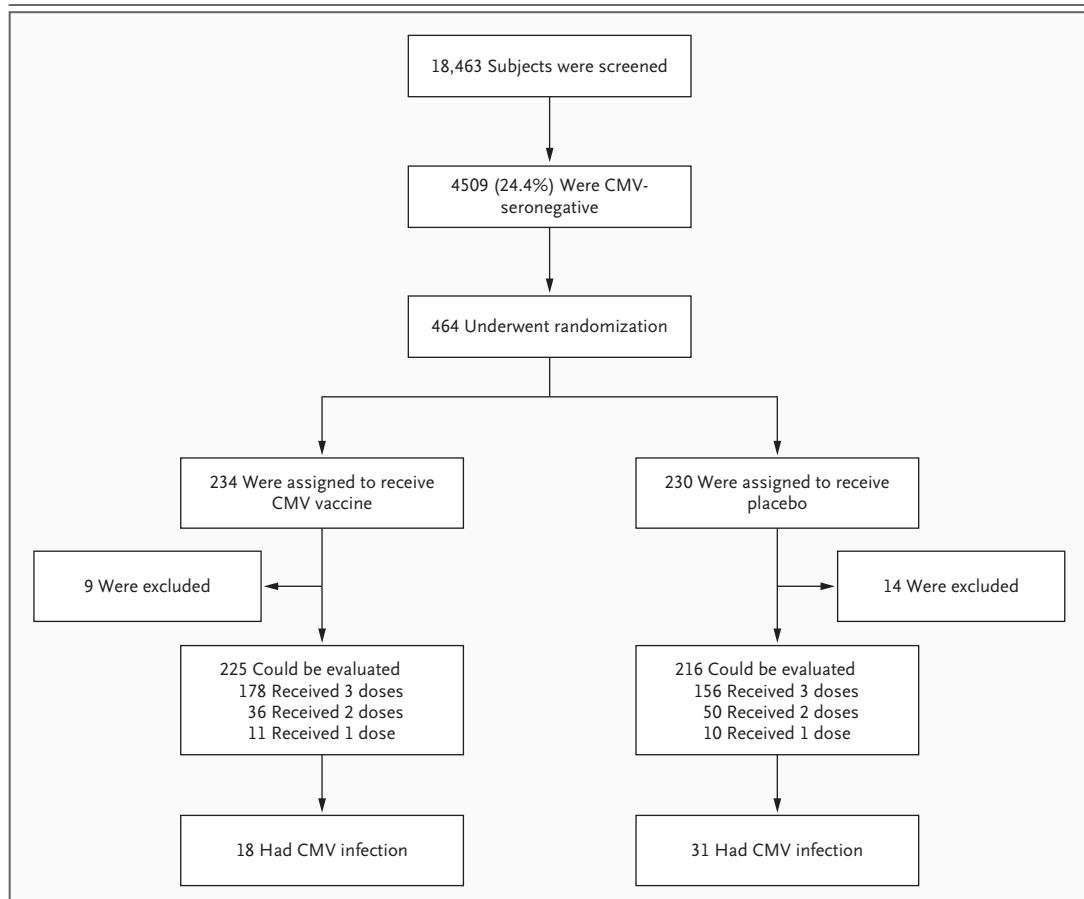 18,463 Subjects were screened
4509 (24.4%) Were CMV-
seronegative
464 Underwent randomization
234 Were assigned to receive
CMV vaccine
230 Were assigned to receive
placebo
9 Were excluded
14 Were excluded
225 Could be evaluated
178 Received 3 doses
36 Received 2 doses
11 Received 1 dose
216 Could be evaluated
156 Received 3 doses
50 Received 2 doses
10 Received 1 dose
18 Had CMV infection
31 Had CMV infection